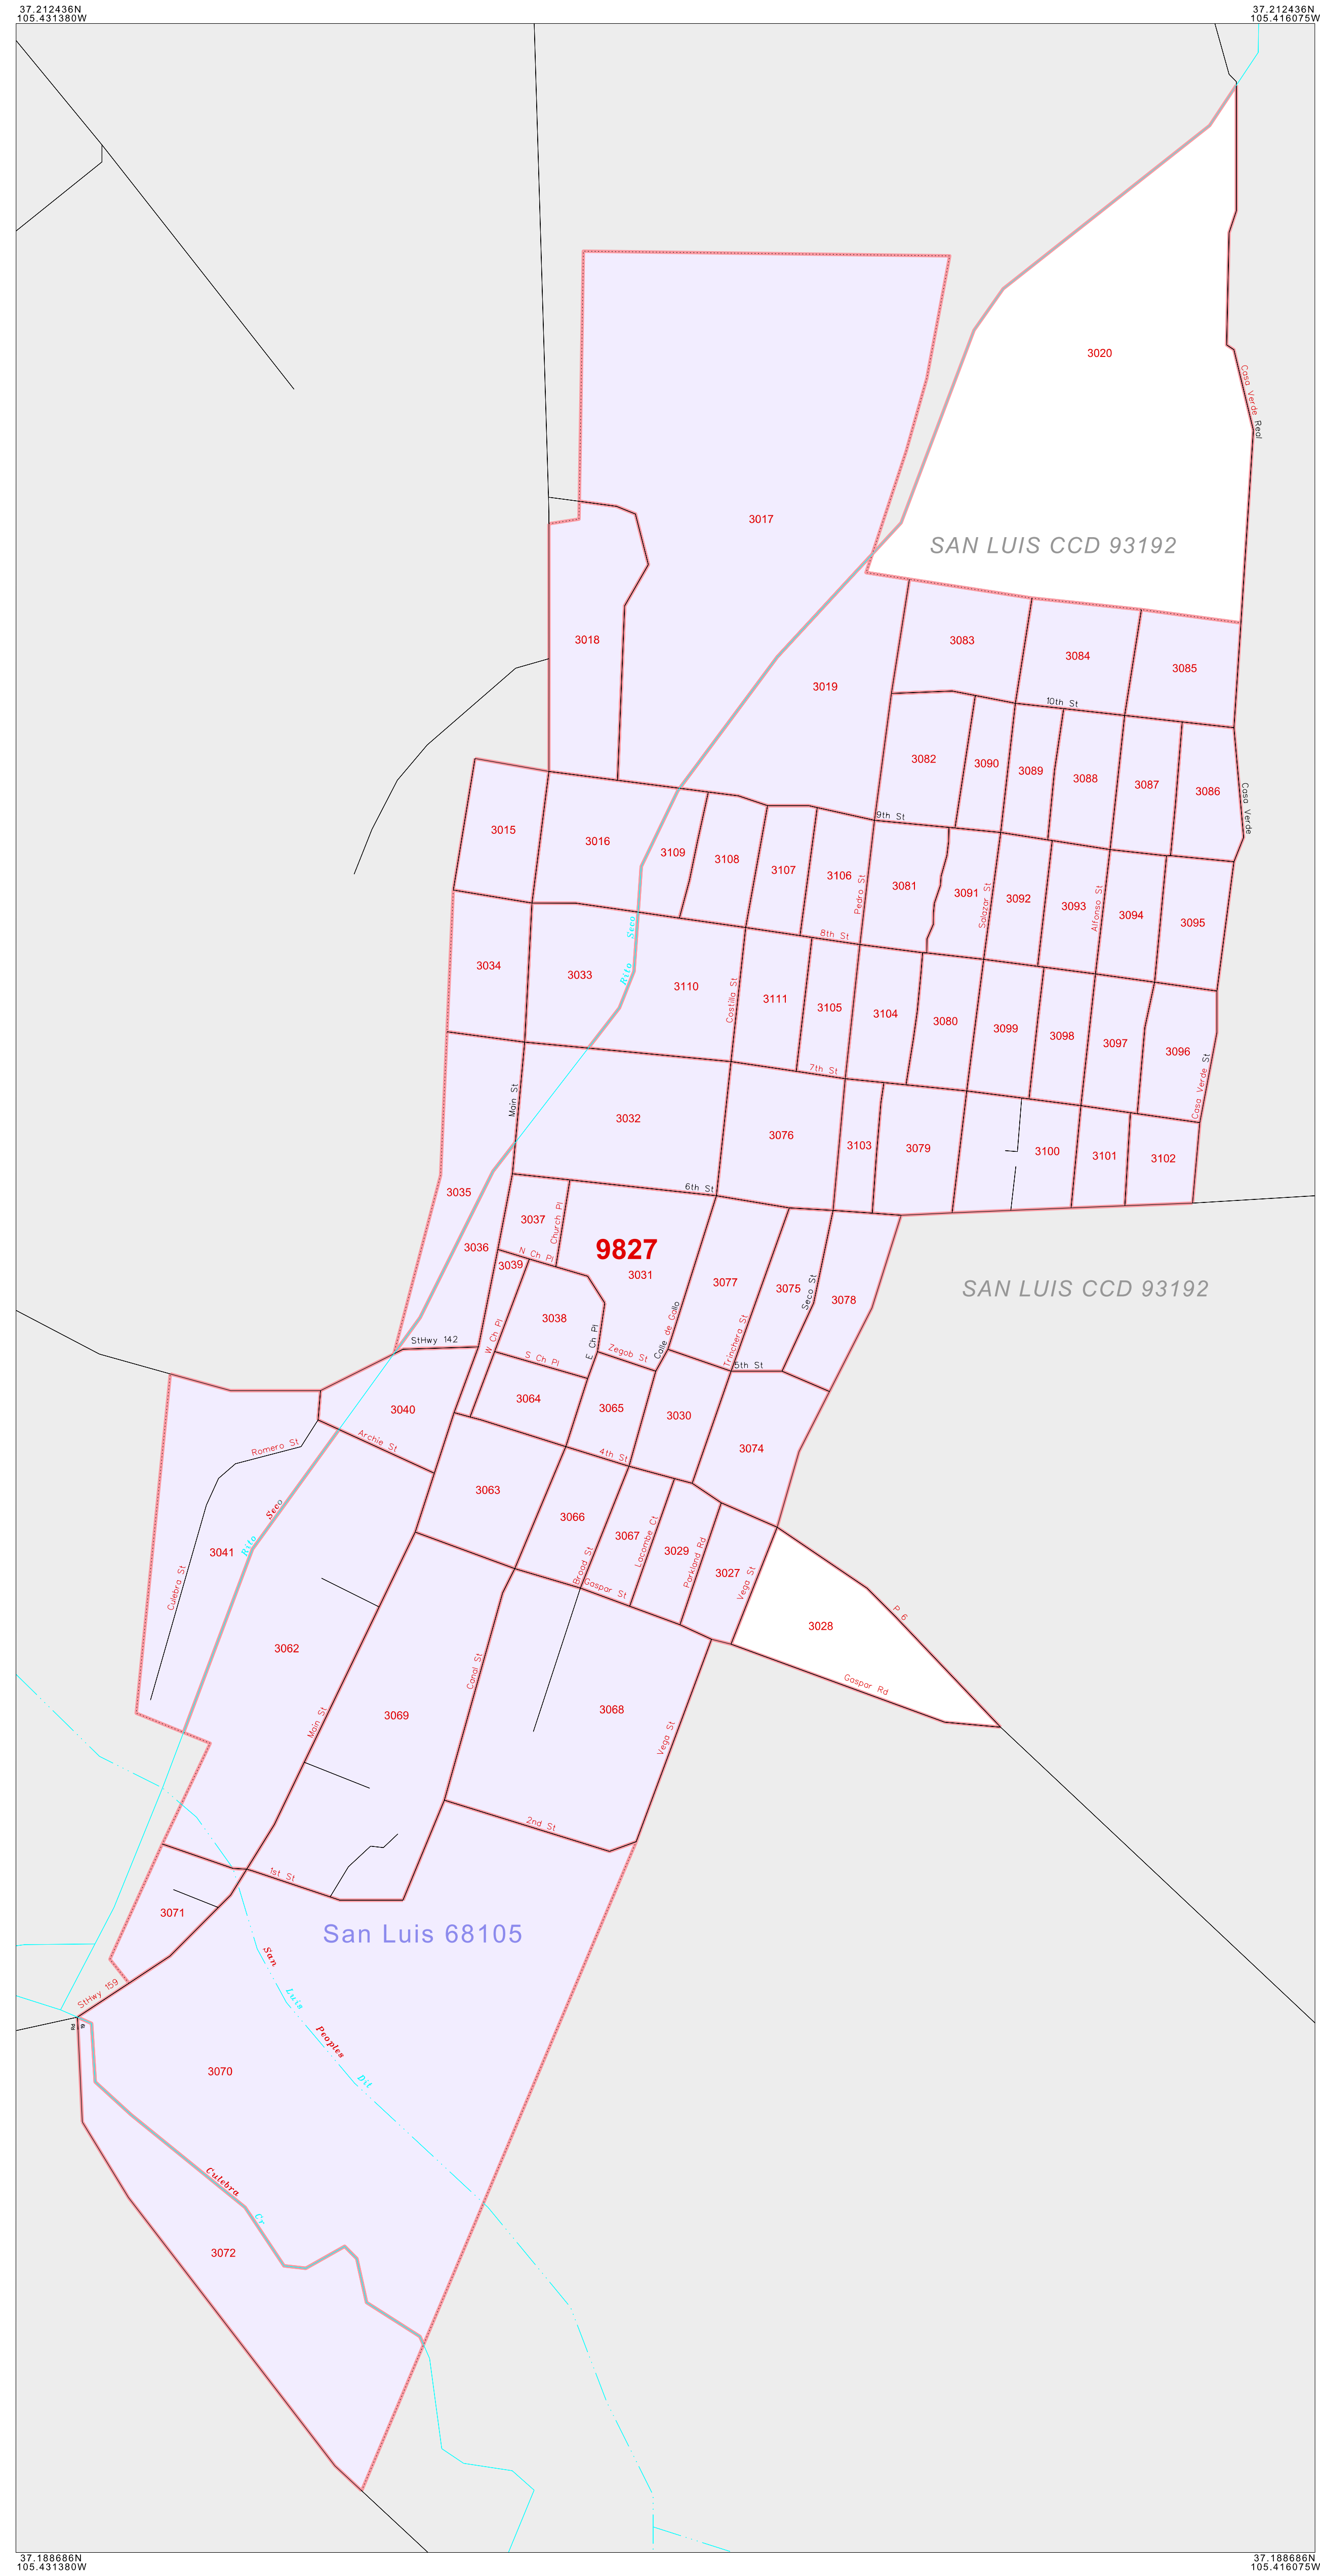 37.212436N
105.431380W
37.212436N
105.416075W
3020
Casa Verde Real
3017
SAN LUIS CCD 93192
3018
3083
3084
3085
3019
10th St
3082
3090
3089
3088
3087
3086
Casa Verde
9th St
3015
3016
3109
3108
3107
3106
Pedro St
3081
3091
Salazar St
3092
3093
Alfonso St
3094
3095
8th St
Rito Seco
3034
3033
3110
Costilla St
3111
3105
3104
3080
3099
3098
3097
3096
Casa Verde St
7th St
Main St
3032
3076
3103
3079
3100
3101
3102
6th St
3035
3037
Church Pl
3036
N Ch Pl
3039
9827
3031
3077
3075
Seco St
3078
SAN LUIS CCD 93192
3038
W Ch Pl
S Ch Pl
E Ch Pl
Zegob St
Calle de Gallo
Trinchera St
5th St
StHwy 142
3040
3064
3065
3030
3074
Archie St
Romero St
4th St
3063
3066
3067
Lacombe Ct
3029
Parkland Rd
3027
Vega St
Rito Seco
3041
Culebra St
Broad St
Gaspar St
3028
P 6
Gaspar Rd
3062
Main St
3069
Canal St
3068
Vega St
2nd St
1st St
3071
San Luis 68105
San Luis Peoples Dit
StHwy 159
Rd 19
3070
Culebra Cr
3072
37.188686N
105.431380W
37.188686N
105.416075W